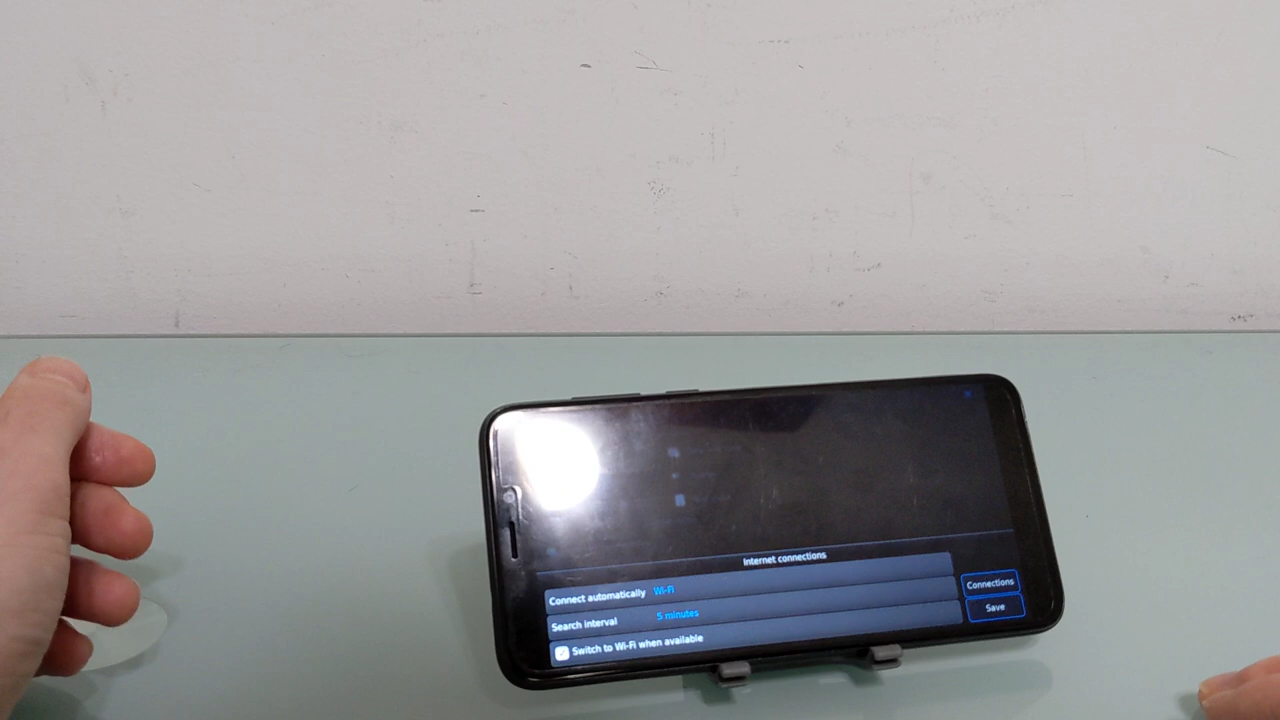 Internet connections
Connect automatically Wi-Fi
Search interval 5 minutes
Switch to Wi-Fi when available
Connections
Save